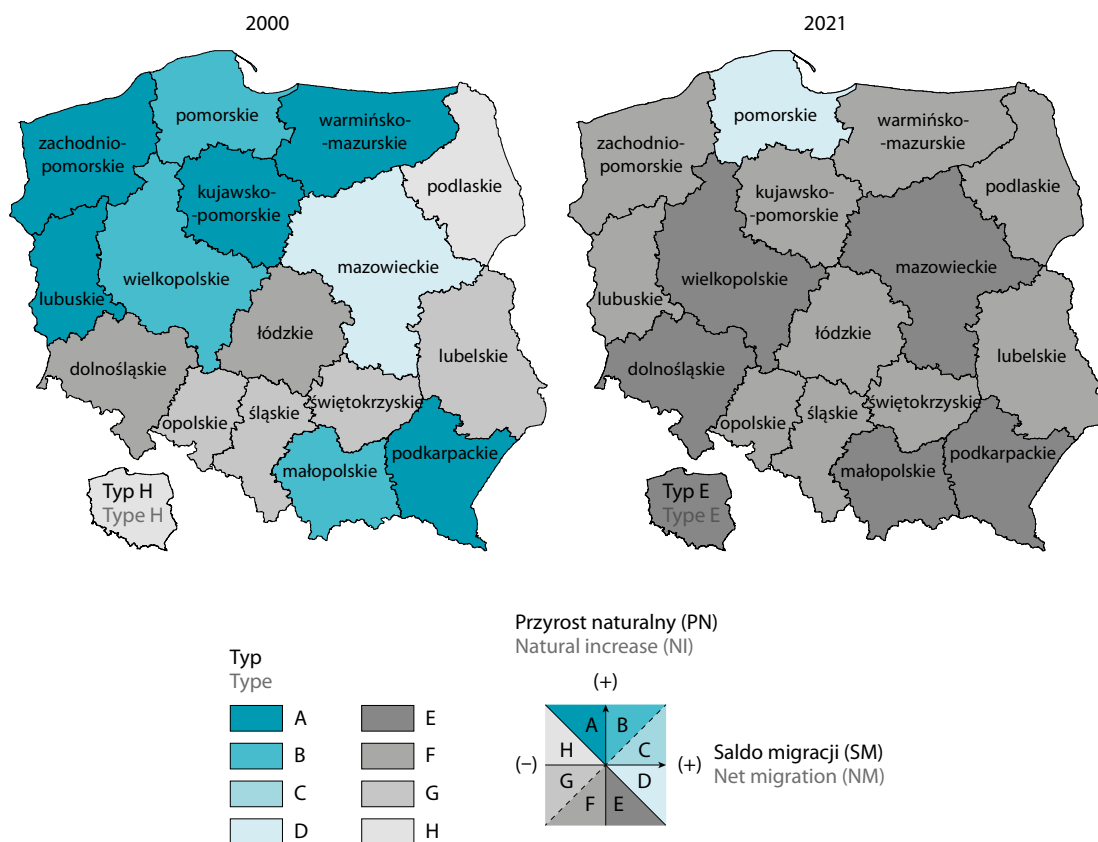 2000
pomorskie
warmińsko-
-mazurskie
zachodnio-
pomorskie
kujawsko-
-pomorskie
podlaskie
wielkopolskie
mazowieckie
lubuskie
łódzkie
lubelskie
dolnośląskie
opolskie
śląskie
świętokrzyskie
małopolskie
podkarpackie
Typ H
Type H
2021
pomorskie
warmińsko-
-mazurskie
zachodnio-
pomorskie
kujawsko-
-pomorskie
podlaskie
wielkopolskie
mazowieckie
lubuskie
łódzkie
lubelskie
dolnośląskie
opolskie
śląskie
świętokrzyskie
małopolskie
podkarpackie
Typ E
Type E
Typ
Type
A
B
C
D
E
F
G
H
Przyrost naturalny (PN)
Natural increase (NI)
(+)
A B
H C
(–) (+)
G D
F E
Saldo migracji (SM)
Net migration (NM)